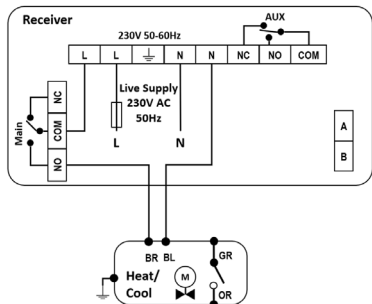 Receiver
AUX
230V 50-60Hz
L L N N NC NO COM
Live Supply
230V AC
50Hz
L N
Main
NC
COM
NO
A
B
BR BL
GR
Heat/
Cool
M
OR